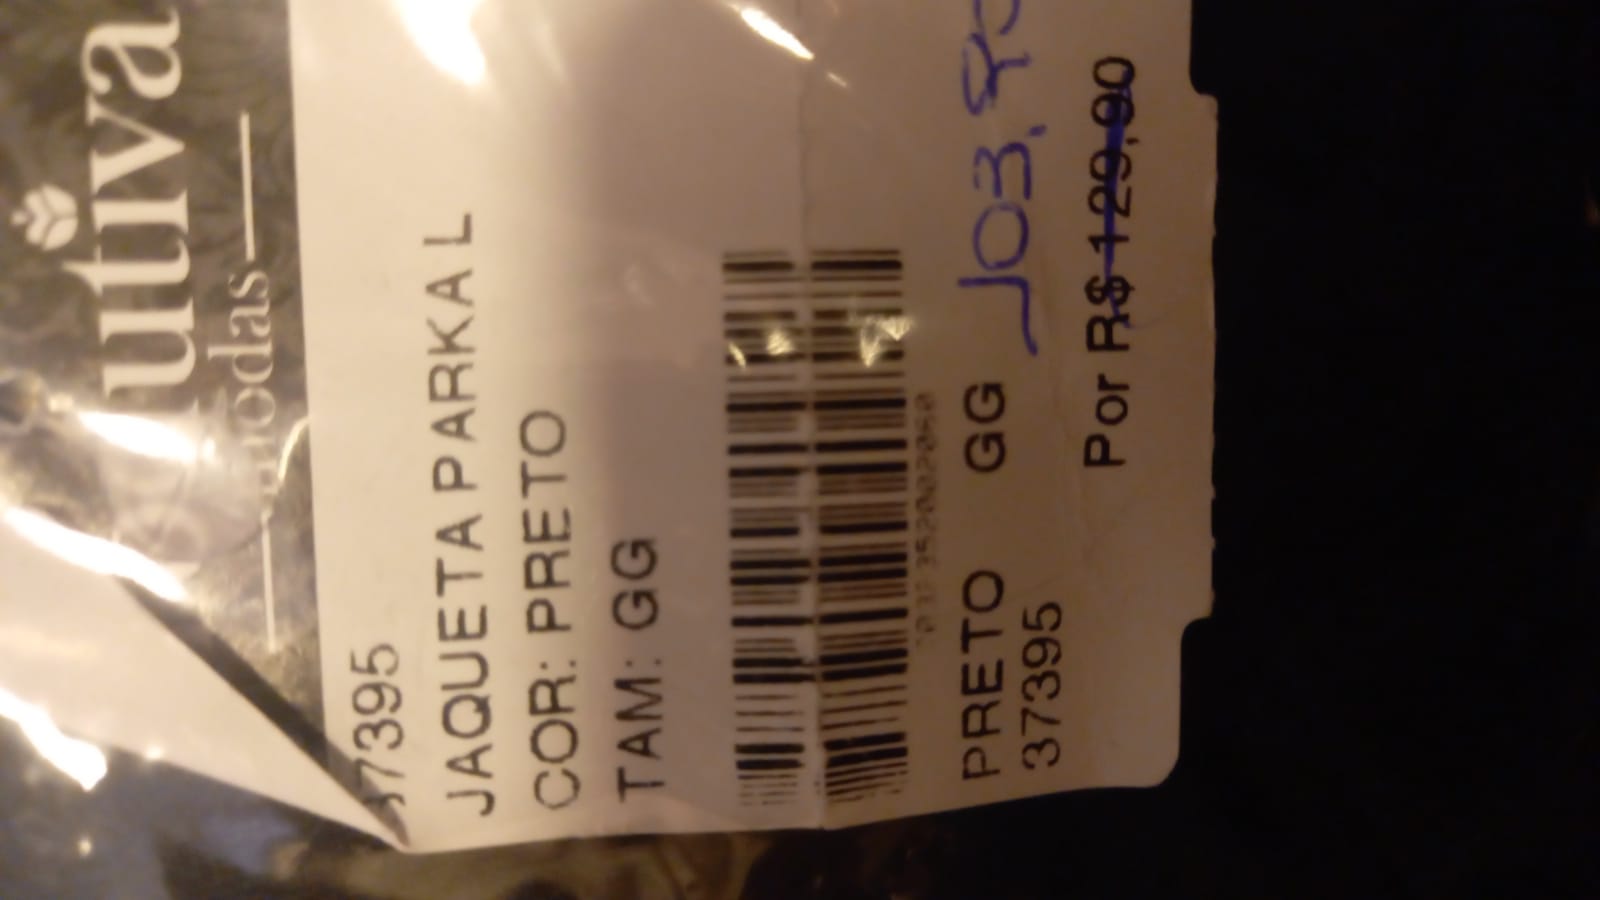 utiva
modas
37395
JAQUETA PARKA L
COR: PRETO
TAM: GG
PRETO GG 103,
37395
Por R$ 129,90